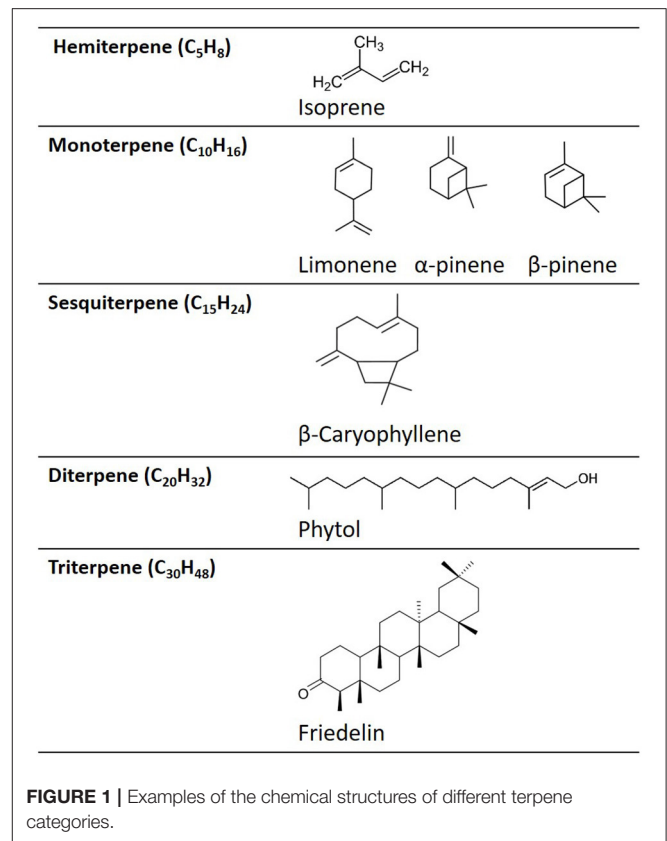 Hemiterpene (C5H8)
CH3
H2C
CH2
Isoprene
Monoterpene (C10H16)
Limonene α-pinene β-pinene
Sesquiterpene (C15H24)
β-Caryophyllene
Diterpene (C20H32)
OH
Phytol
Triterpene (C30H48)
O
Friedelin
FIGURE 1 | Examples of the chemical structures of different terpene
categories.